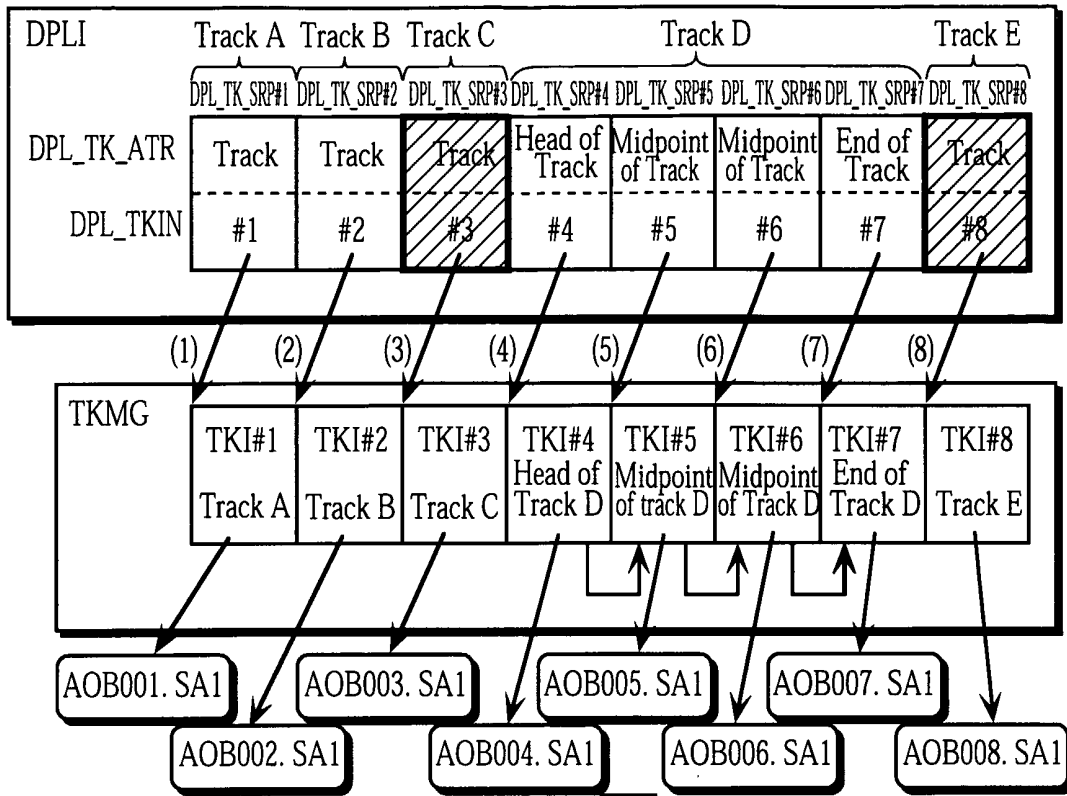 DPLI
Track A Track B Track C Track D Track E
DPL_TK_SRP#1 DPL_TK_SRP#2 DPL_TK_SRP#3 DPL_TK_SRP#4 DPL_TK_SRP#5 DPL_TK_SRP#6 DPL_TK_SRP#7 DPL_TK_SRP#8
DPL_TK_ATR Track Track Track Head of Track Midpoint of Track Midpoint of Track End of Track Track
DPL_TKIN #1 #2 #3 #4 #5 #6 #7 #8
(1) (2) (3) (4) (5) (6) (7) (8)
TKMG
TKI#1 TKI#2 TKI#3 TKI#4 TKI#5 TKI#6 TKI#7 TKI#8
Track A Track B Track C Head of Track D Midpoint of track D Midpoint of Track D End of Track D Track E
AOB001. SA1 AOB003. SA1 AOB005. SA1 AOB007. SA1
AOB002. SA1 AOB004. SA1 AOB006. SA1 AOB008. SA1